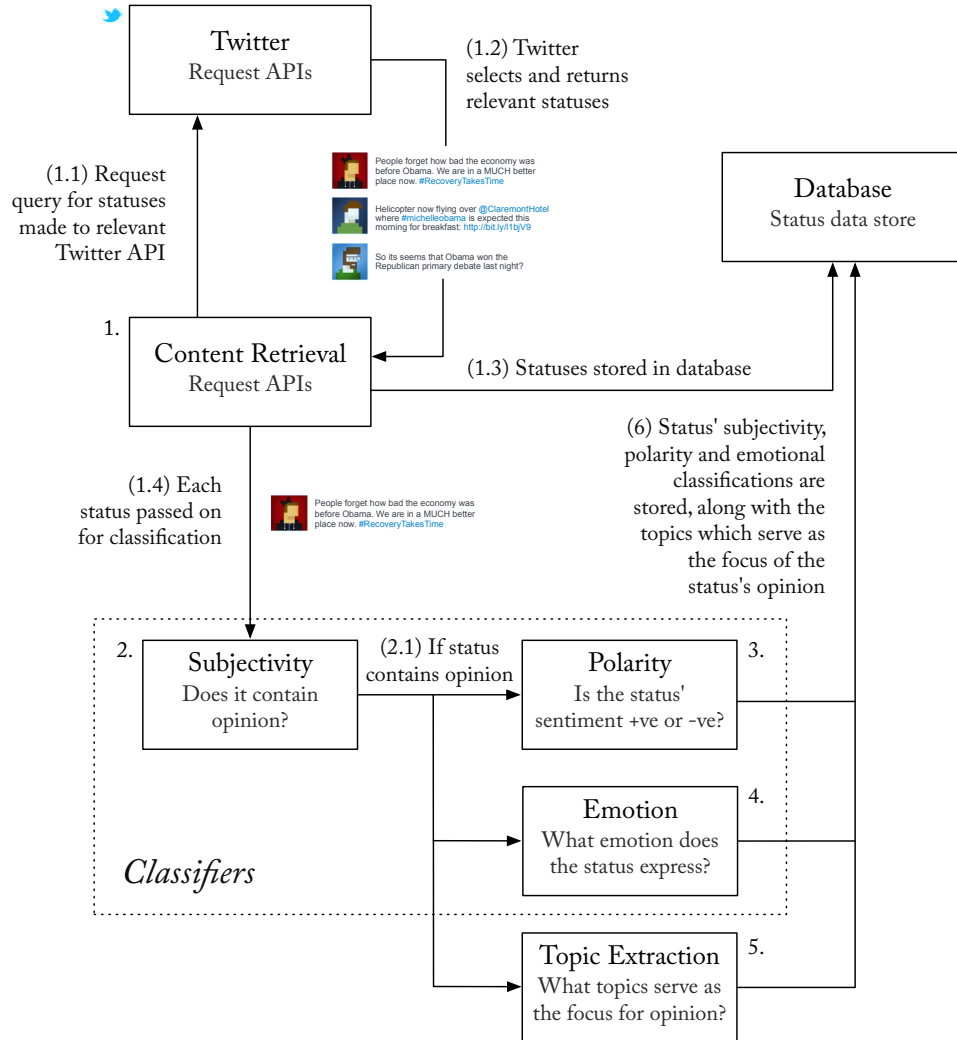 Twitter
Request APIs
(1.2) Twitter
selects and returns
relevant statuses
(1.1) Request
query for statuses
made to relevant
Twitter API
People forget how bad the economy was
before Obama. We are in a MUCH better
place now. #RecoveryTakesTime
Helicopter now flying over @ClaremontHotel
where #michelleobama is expected this
morning for breakfast: http://bit.ly/l1bjV9
So its seems that Obama won the
Republican primary debate last night?
Database
Status data store
1.
Content Retrieval
Request APIs
(1.3) Statuses stored in database
(1.4) Each
status passed on
for classification
People forget how bad the economy was
before Obama. We are in a MUCH better
place now. #RecoveryTakesTime
(6) Status' subjectivity,
polarity and emotional
classifications are
stored, along with the
topics which serve as
the focus of the
status's opinion
2.
Subjectivity
Does it contain
opinion?
(2.1) If status
contains opinion
3.
Polarity
Is the status'
sentiment +ve or -ve?
4.
Emotion
What emotion does
the status express?
Classifiers
5.
Topic Extraction
What topics serve as
the focus for opinion?